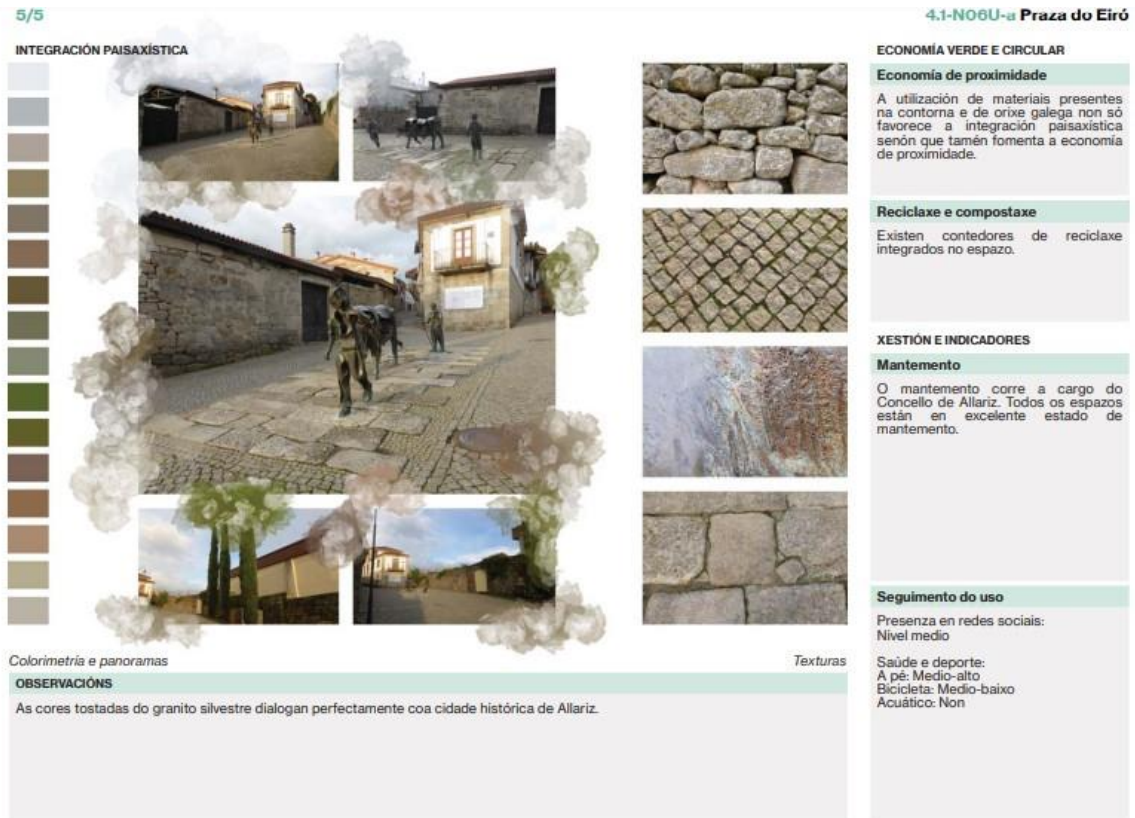 5/5
4.1-N06U-a Praza do Eiró
INTEGRACIÓN PAISAXÍSTICA
Colorimetría e panoramas
Texturas
OBSERVACIÓNS
As cores tostadas do granito silvestre dialogan perfectamente coa cidade histórica de Allariz.
ECONOMÍA VERDE E CIRCULAR
Economía de proximidade
A utilización de materiais presentes
na contorna e de orixe galega non só
favorece a integración paisaxística
senón que tamén fomenta a economía
de proximidade.
Reciclaxe e compostaxe
Existen contedores de reciclaxe
integrados no espazo.
XESTIÓN E INDICADORES
Mantemento
O mantemento corre a cargo do
Concello de Allariz. Todos os espazos
están en excelente estado de
mantemento.
Seguimento do uso
Presenza en redes sociais:
Nivel medio
Saúde e deporte:
A pé: Medio-alto
Bicicleta: Medio-baixo
Acuático: Non